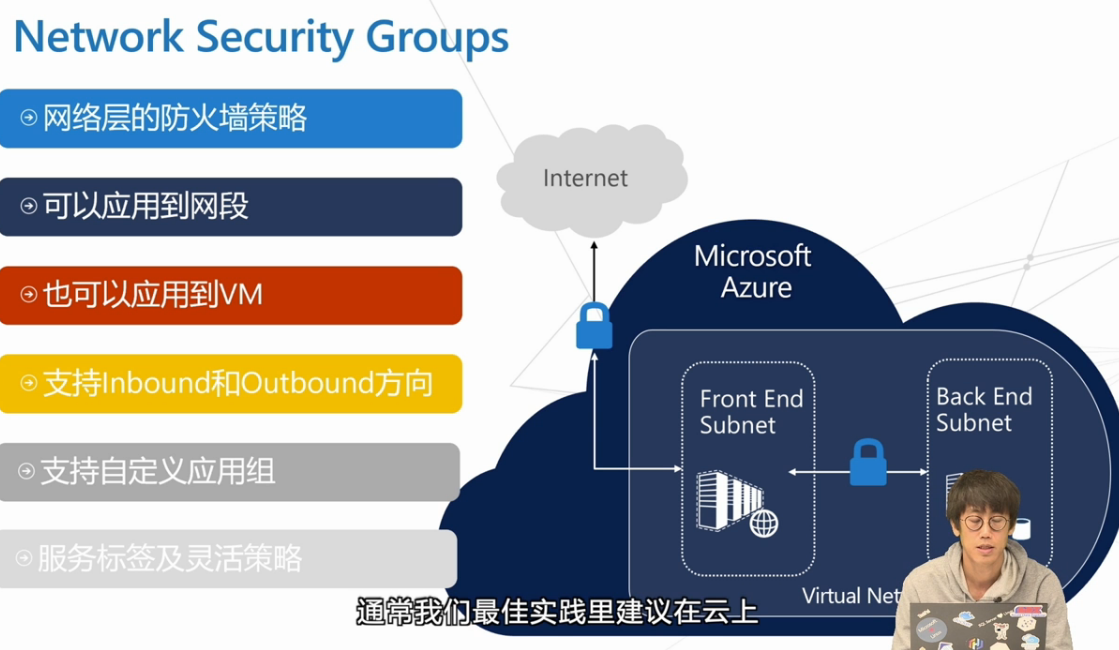 Network Security Groups
网络层的防火墙策略
可以应用到网段
也可以应用到VM
支持Inbound和Outbound方向
支持自定义应用组
服务标签及灵活策略
Internet
Microsoft
Azure
Front End
Subnet
Back End
Subnet
Virtual Net
通常我们最佳实践里建议在云上